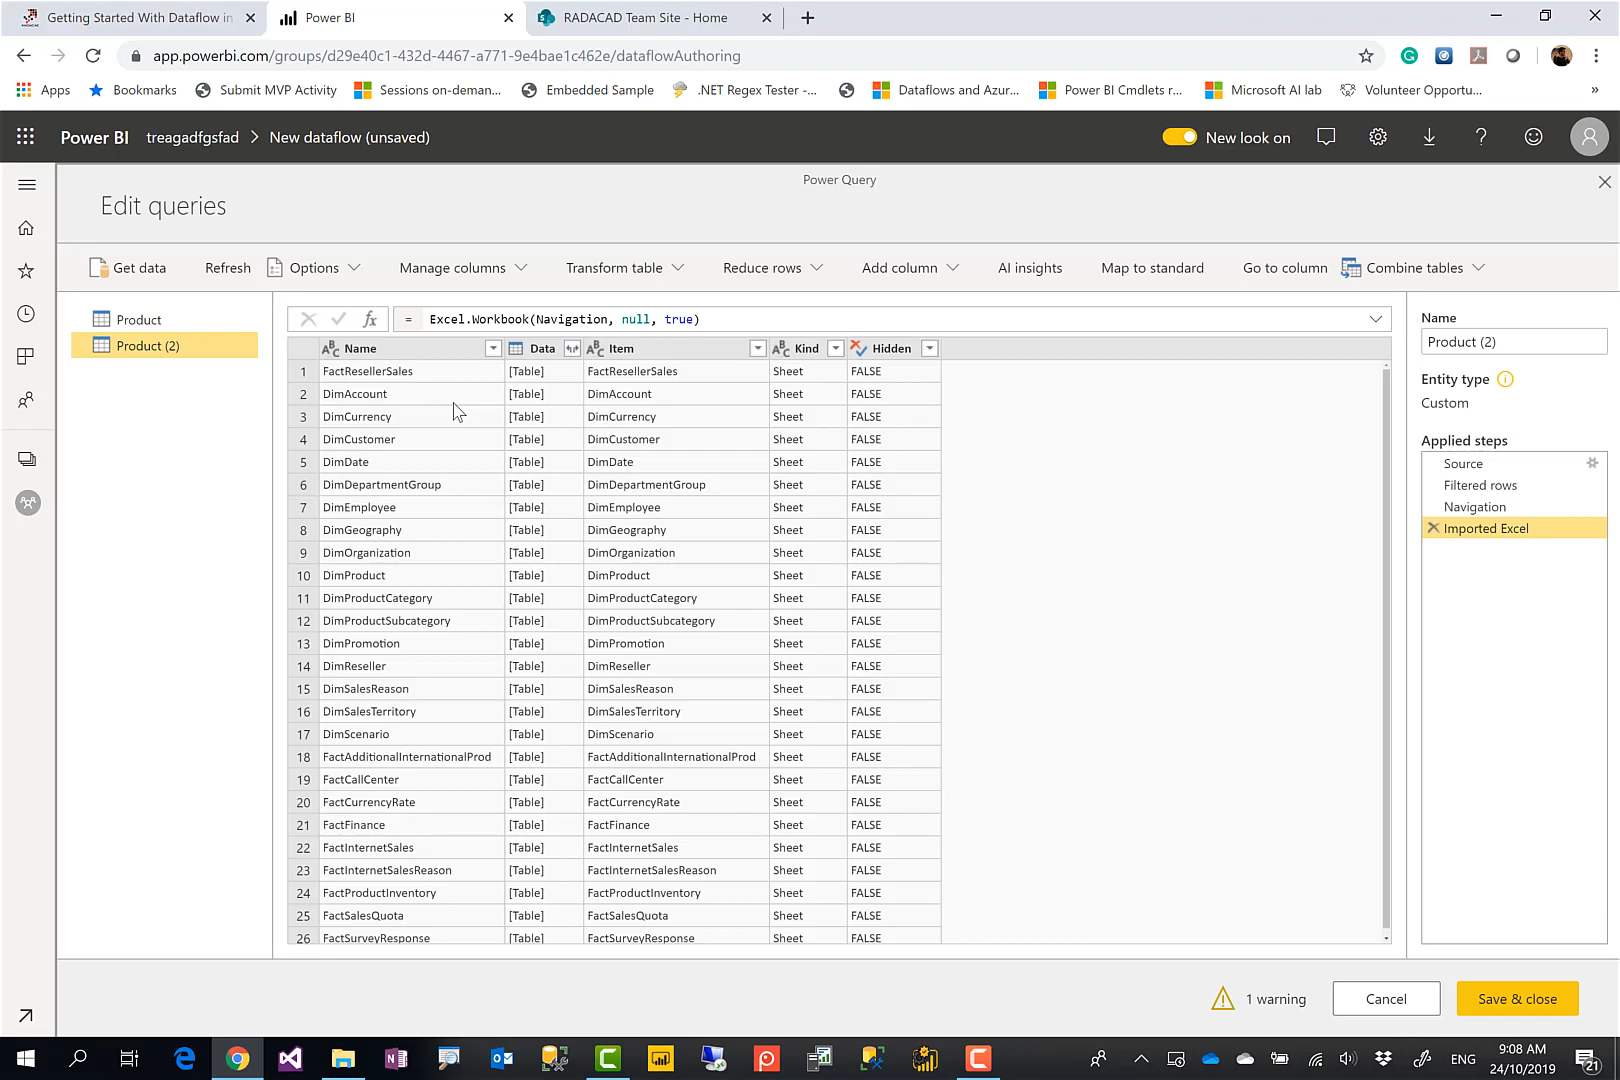 Getting Started With Dataflow in
Power BI
RADACAD Team Site - Home
app.powerbi.com/groups/d29e40c1-432d-4467-a771-9e4bae1c462e/dataflowAuthoring
Apps
Bookmarks
Submit MVP Activity
Sessions on-deman...
Embedded Sample
.NET Regex Tester -...
Dataflows and Azur...
Power BI Cmdlets r...
Microsoft AI lab
Volunteer Opportu...
»
Power BI
treagadfgsfad
New dataflow (unsaved)
New look on
Power Query
Edit queries
Get data
Refresh
Options
Manage columns
Transform table
Reduce rows
Add column
AI insights
Map to standard
Go to column
Combine tables
Product
Product (2)
fx = Excel.Workbook(Navigation, null, true)
ABC Name Data ABC Item ABC Kind Hidden
1 FactResellerSales [Table] FactResellerSales Sheet FALSE
2 DimAccount [Table] DimAccount Sheet FALSE
3 DimCurrency [Table] DimCurrency Sheet FALSE
4 DimCustomer [Table] DimCustomer Sheet FALSE
5 DimDate [Table] DimDate Sheet FALSE
6 DimDepartmentGroup [Table] DimDepartmentGroup Sheet FALSE
7 DimEmployee [Table] DimEmployee Sheet FALSE
8 DimGeography [Table] DimGeography Sheet FALSE
9 DimOrganization [Table] DimOrganization Sheet FALSE
10 DimProduct [Table] DimProduct Sheet FALSE
11 DimProductCategory [Table] DimProductCategory Sheet FALSE
12 DimProductSubcategory [Table] DimProductSubcategory Sheet FALSE
13 DimPromotion [Table] DimPromotion Sheet FALSE
14 DimReseller [Table] DimReseller Sheet FALSE
15 DimSalesReason [Table] DimSalesReason Sheet FALSE
16 DimSalesTerritory [Table] DimSalesTerritory Sheet FALSE
17 DimScenario [Table] DimScenario Sheet FALSE
18 FactAdditionalInternationalProd [Table] FactAdditionalInternationalProd Sheet FALSE
19 FactCallCenter [Table] FactCallCenter Sheet FALSE
20 FactCurrencyRate [Table] FactCurrencyRate Sheet FALSE
21 FactFinance [Table] FactFinance Sheet FALSE
22 FactInternetSales [Table] FactInternetSales Sheet FALSE
23 FactInternetSalesReason [Table] FactInternetSalesReason Sheet FALSE
24 FactProductInventory [Table] FactProductInventory Sheet FALSE
25 FactSalesQuota [Table] FactSalesQuota Sheet FALSE
26 FactSurveyResponse [Table] FactSurveyResponse Sheet FALSE
Name
Product (2)
Entity type
Custom
Applied steps
Source
Filtered rows
Navigation
Imported Excel
1 warning
Cancel
Save & close
ENG
9:08 AM
24/10/2019
21